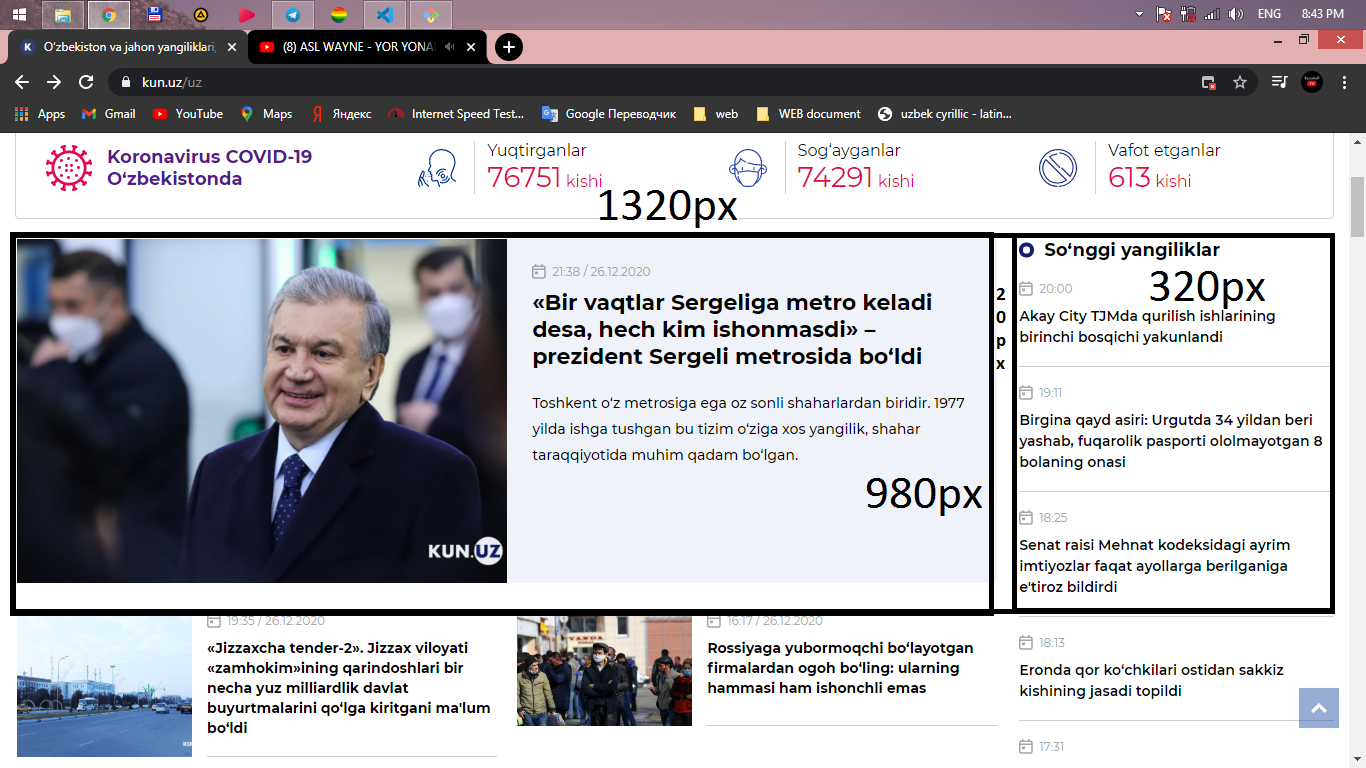 ENG 8:43 PM
O'zbekiston va jahon yangiliklari,
(8) ASL WAYNE - YOR YONA
kun.uz/uz
Apps Gmail YouTube Maps Яндекс Internet Speed Test... Google Переводчик web WEB document uzbek cyrillic - latin...
Koronavirus COVID-19
O‘zbekistonda
Yuqtirganlar
76751 kishi
Sog‘ayganlar
74291 kishi
Vafot etganlar
613 kishi
1320px
KUN.UZ
21:38 / 26.12.2020
«Bir vaqtlar Sergeliga metro keladi
desa, hech kim ishonmasdi» –
prezident Sergeli metrosida bo‘ldi
Toshkent o‘z metrosiga ega oz sonli shaharlardan biridir. 1977
yilda ishga tushgan bu tizim o‘ziga xos yangilik, shahar
taraqqiyotida muhim qadam bo‘lgan.
980px
2
0
p
x
So‘nggi yangiliklar
320px
20:00
Akay City TJMda qurilish ishlarining
birinchi bosqichi yakunlandi
19:11
Birgina qayd asiri: Urgutda 34 yildan beri
yashab, fuqarolik pasporti ololmayotgan 8
bolaning onasi
18:25
Senat raisi Mehnat kodeksidagi ayrim
imtiyozlar faqat ayollarga berilganiga
e'tiroz bildirdi
18:13
Eronda qor ko‘chkilari ostidan sakkiz
kishining jasadi topildi
17:31
19:35 / 26.12.2020
«Jizzaxcha tender-2». Jizzax viloyati
«zamhokim»ining qarindoshlari bir
necha yuz milliardlik davlat
buyurtmalarini qo‘lga kiritgani ma'lum
bo‘ldi
16:17 / 26.12.2020
Rossiyaga yubormoqchi bo‘layotgan
firmalardan ogoh bo‘ling: ularning
hammasi ham ishonchli emas